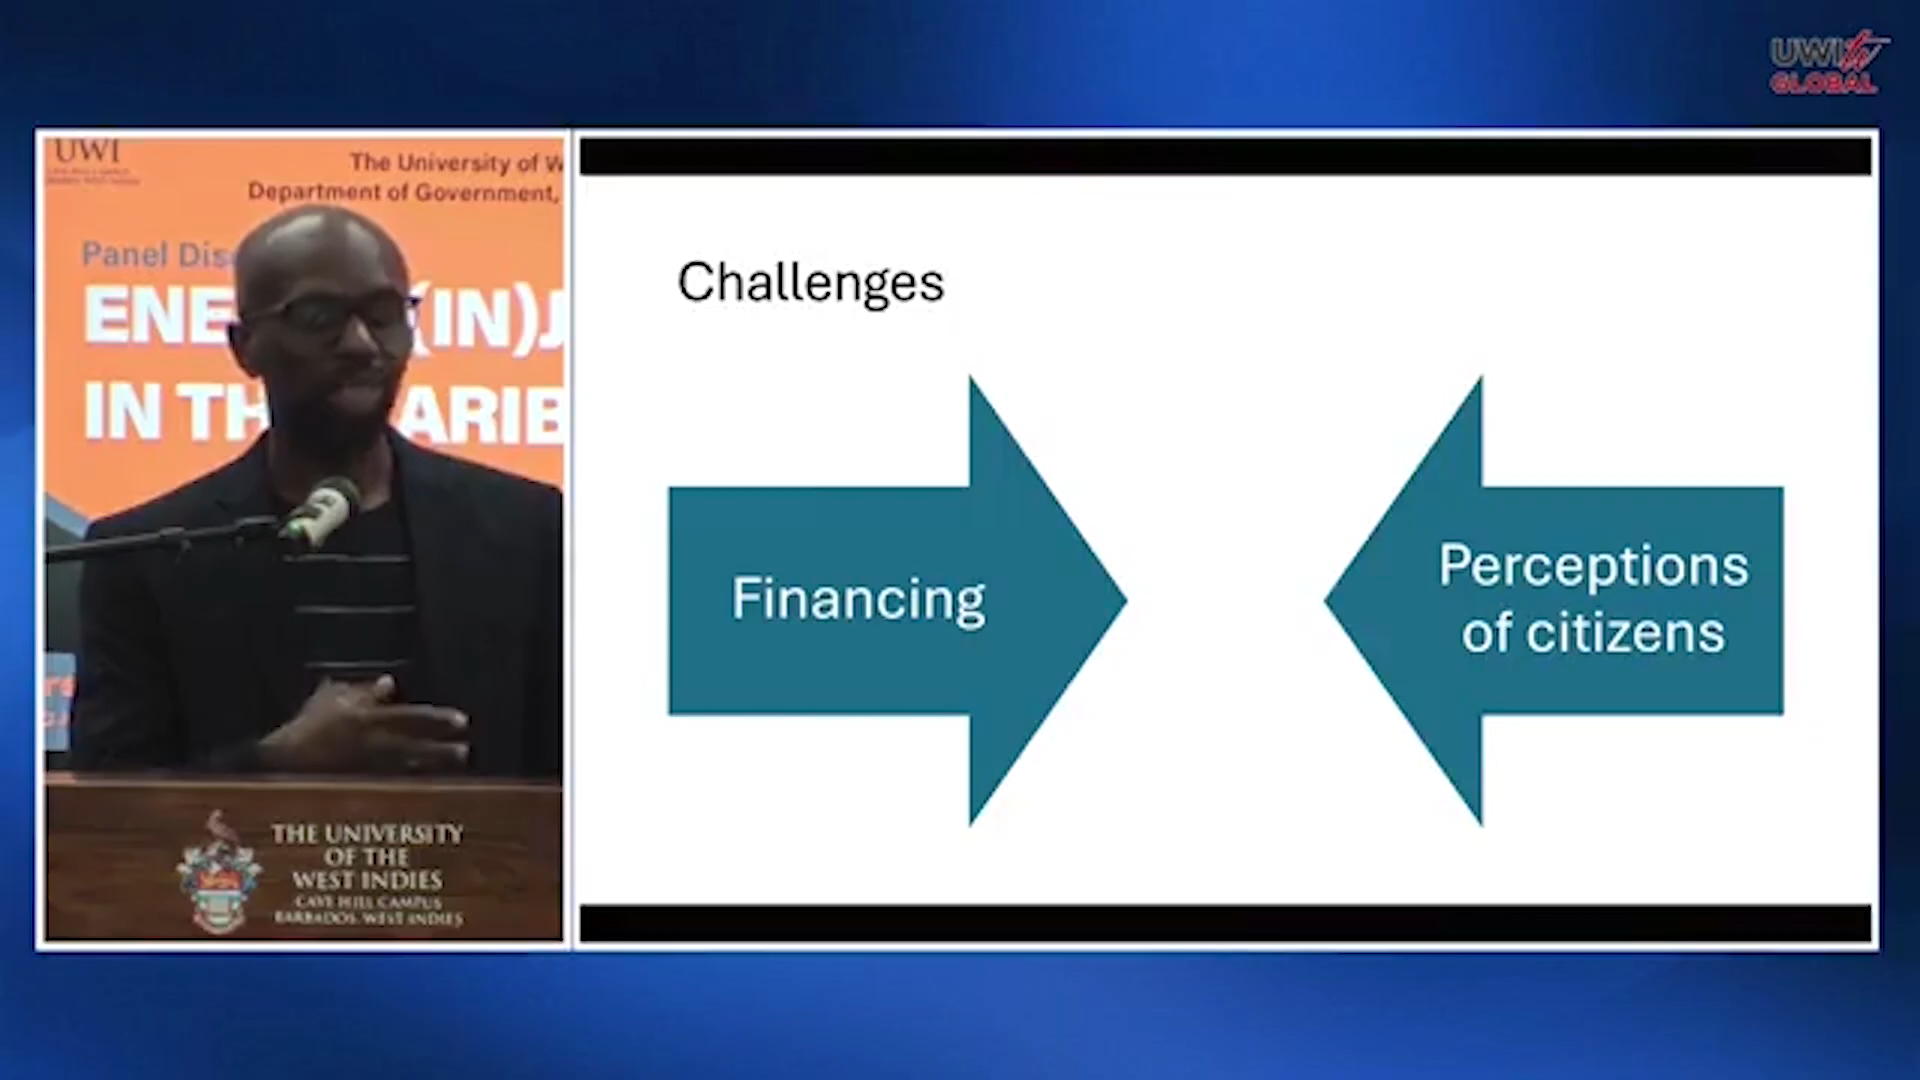 UWItv
GLOBAL
UWI
The University of W
Department of Government,
Panel Dis
ENE (IN)J
IN TH ARIB
THE UNIVERSITY
OF THE
WEST INDIES
CAVE HILL CAMPUS
BARBADOS, WEST INDIES
Challenges
Financing
Perceptions
of citizens